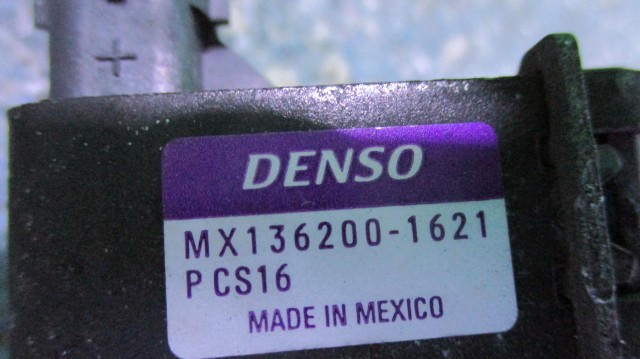 +
DENSO
MX136200-1621
P CS16
MADE IN MEXICO